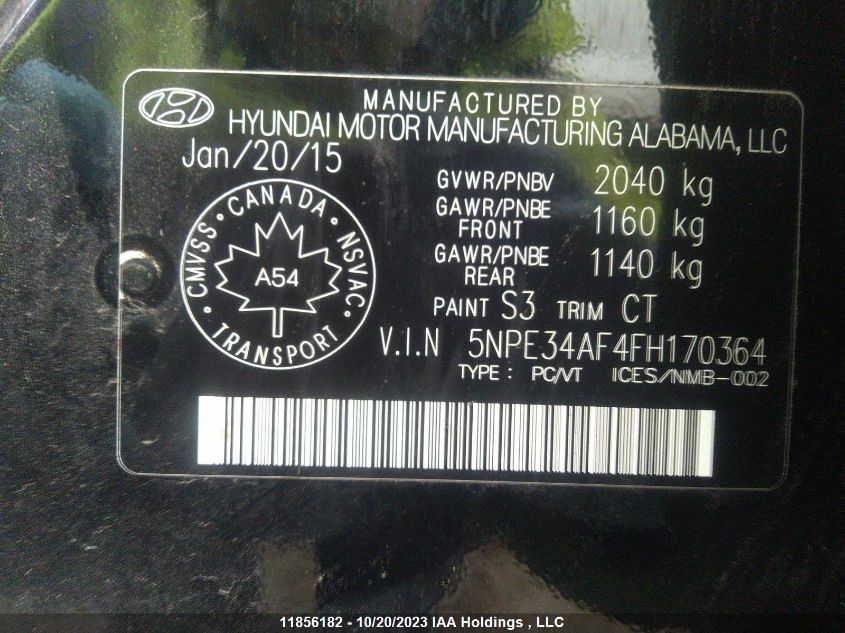 MANUFACTURED BY
HYUNDAI MOTOR MANUFACTURING ALABAMA, LLC
Jan/20/15
GVWR/PNBV 2040 kg
GAWR/PNBE FRONT 1160 kg
GAWR/PNBE REAR 1140 kg
PAINT S3 TRIM CT
CANADA
CMVSS NSVAC
A54
TRANSPORT
V.I.N 5NPE34AF4FH170364
TYPE : PC/VT ICES/NMB-002
11856182 - 10/20/2023 IAA Holdings , LLC